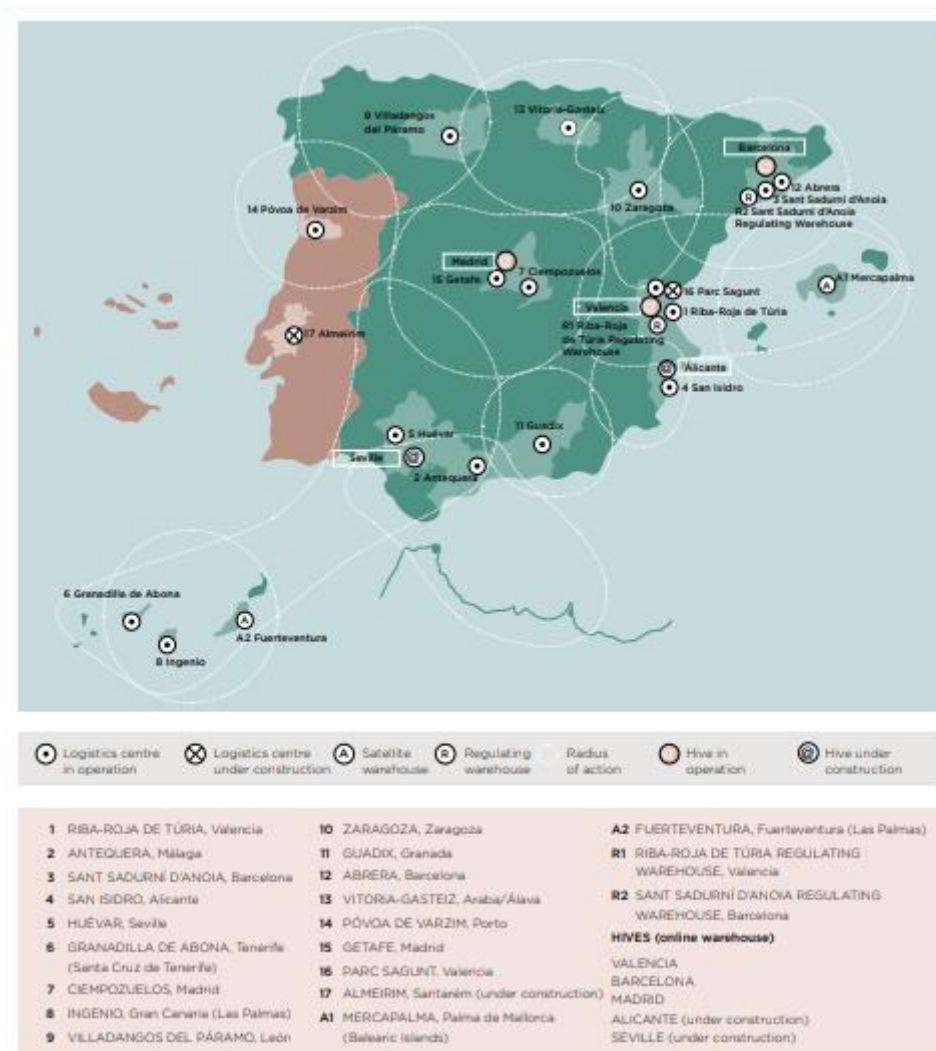 9 Villadangos
del Páramo
13 Vitoria-Gasteiz
Barcelona
12 Abrera
3 Sant Sadurní d'Anoia
R2 Sant Sadurní d'Anoia
Regulating Warehouse
10 Zaragoza
14 Póvoa de Varzim
Madrid
7 Ciempozuelos
15 Getafe
A1 Mercapalma
16 Parc Sagunt
Valencia
1 Riba-Roja de Túria
R1 Riba-Roja
de Túria Regulating
Warehouse
17 Almeirim
Alicante
4 San Isidro
5 Huévar
11 Guadix
Seville
2 Antequera
6 Granadilla de Abona
A2 Fuerteventura
8 Ingenio
Logistics centre
in operation
Logistics centre
under construction
A Satellite
warehouse
R Regulating
warehouse
Radius
of action
Hive in
operation
Hive under
construction
1 RIBA-ROJA DE TÚRIA, Valencia
2 ANTEQUERA, Málaga
3 SANT SADURNÍ D'ANOIA, Barcelona
4 SAN ISIDRO, Alicante
5 HUÉVAR, Seville
6 GRANADILLA DE ABONA, Tenerife
(Santa Cruz de Tenerife)
7 CIEMPOZUELOS, Madrid
8 INGENIO, Gran Canaria (Las Palmas)
9 VILLADANGOS DEL PÁRAMO, León
10 ZARAGOZA, Zaragoza
11 GUADIX, Granada
12 ABRERA, Barcelona
13 VITORIA-GASTEIZ, Araba/Álava
14 PÓVOA DE VARZIM, Porto
15 GETAFE, Madrid
16 PARC SAGUNT, Valencia
17 ALMEIRIM, Santarém (under construction)
A1 MERCAPALMA, Palma de Mallorca
(Balearic Islands)
A2 FUERTEVENTURA, Fuerteventura (Las Palmas)
R1 RIBA-ROJA DE TÚRIA REGULATING
WAREHOUSE, Valencia
R2 SANT SADURNÍ D'ANOIA REGULATING
WAREHOUSE, Barcelona
HIVES (online warehouse)
VALENCIA
BARCELONA
MADRID
ALICANTE (under construction)
SEVILLE (under construction)